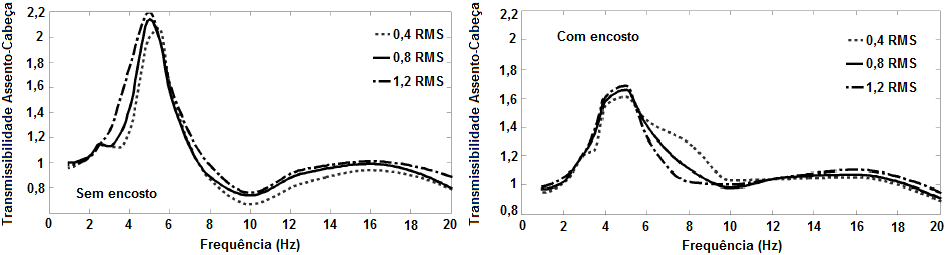 Transmissibilidade Assento-Cabeça
2,2
2
1,8
1,6
1,4
1,2
1
0,8
0,4 RMS
0,8 RMS
1,2 RMS
Sem encosto
0 2 4 6 8 10 12 14 16 18 20
Frequência (Hz)
Transmissibilidade Assento-Cabeça
2,2
2
1,8
1,6
1,4
1,2
1
0,8
Com encosto
0,4 RMS
0,8 RMS
1,2 RMS
0 2 4 6 8 10 12 14 16 18 20
Frequência (Hz)